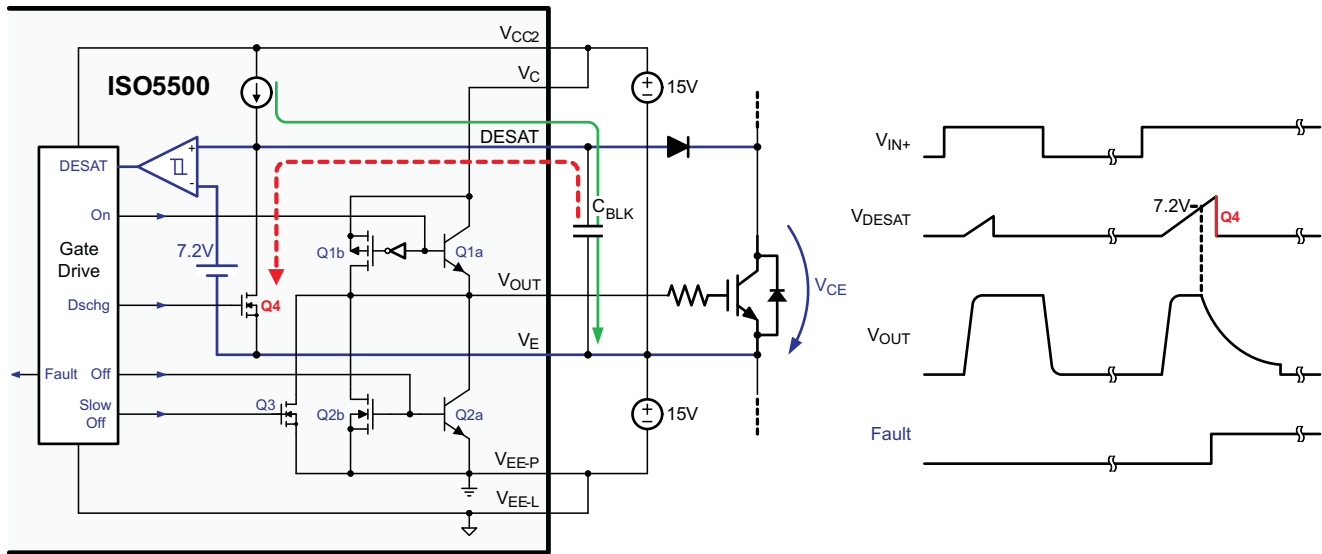 VCC2
VC
ISO5500
15V
DESAT
DESAT
+
-
On
CBLK
Gate
Drive
7.2V
Q1b
Q1a
VOUT
VCE
Dschg
Q4
VE
Fault
Off
Slow
Off
Q3
Q2b
Q2a
15V
VEE-P
VEE-L
VIN+
VDESAT
7.2V
Q4
VOUT
Fault